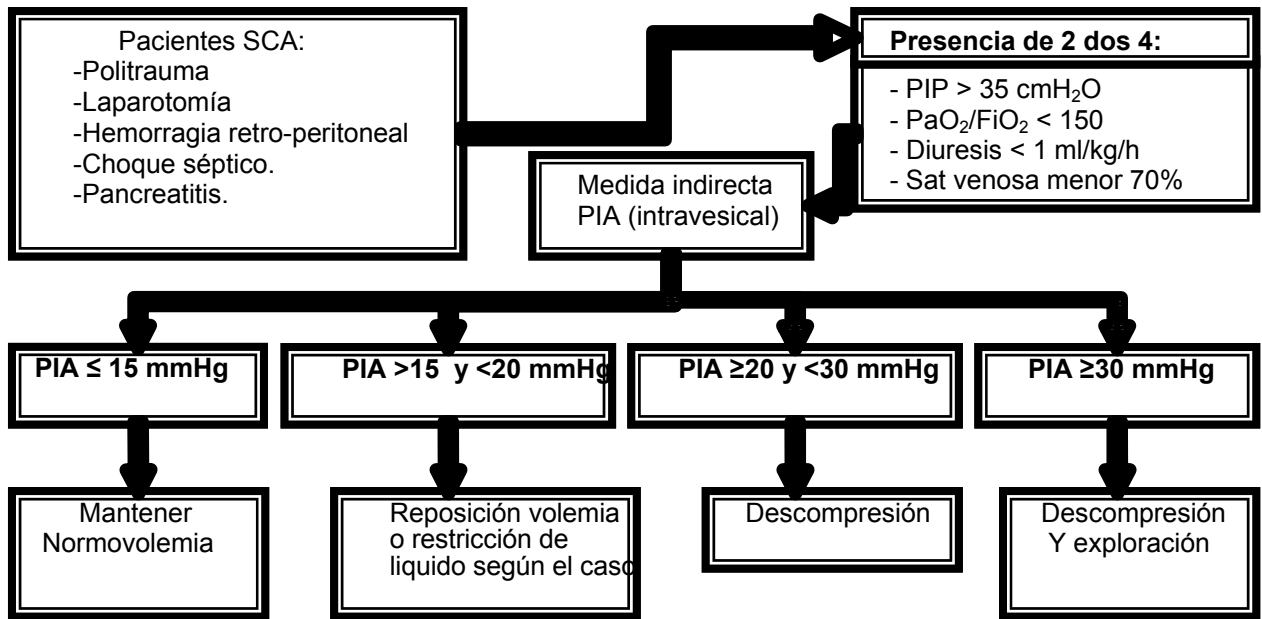 Pacientes SCA:
-Politrauma
-Laparotomía
-Hemorragia retro-peritoneal
-Choque séptico.
-Pancreatitis.
Presencia de 2 dos 4:
- PIP > 35 cmH₂O
- PaO₂/FiO₂ < 150
- Diuresis < 1 ml/kg/h
- Sat venosa menor 70%
Medida indirecta
PIA (intravesical)
PIA ≤ 15 mmHg
PIA >15 y <20 mmHg
PIA ≥20 y <30 mmHg
PIA ≥30 mmHg
Mantener
Normovolemia
Reposición volemia
o restricción de
liquido según el caso
Descompresión
Descompresión
Y exploración